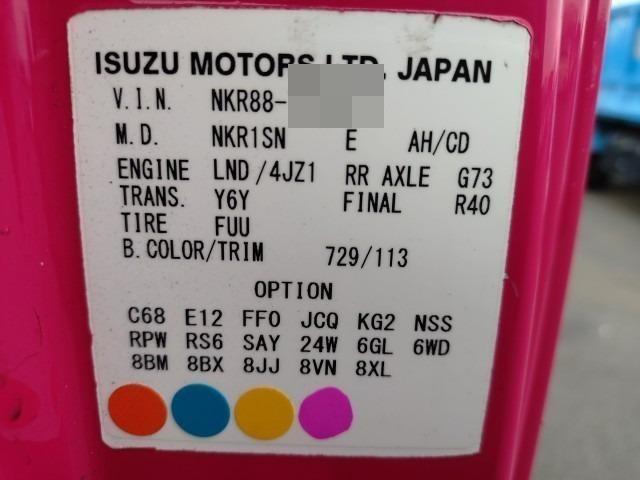 ISUZU MOTORS LTD. JAPAN
V.I.N. NKR88-
M.D. NKR1SN E AH/CD
ENGINE LND/4JZ1 RR AXLE G73
TRANS. Y6Y FINAL R40
TIRE FUU
B.COLOR/TRIM 729/113
OPTION
C68 E12 FF0 JCQ KG2 NSS
RPW RS6 SAY 24W 6GL 6WD
8BM 8BX 8JJ 8VN 8XL